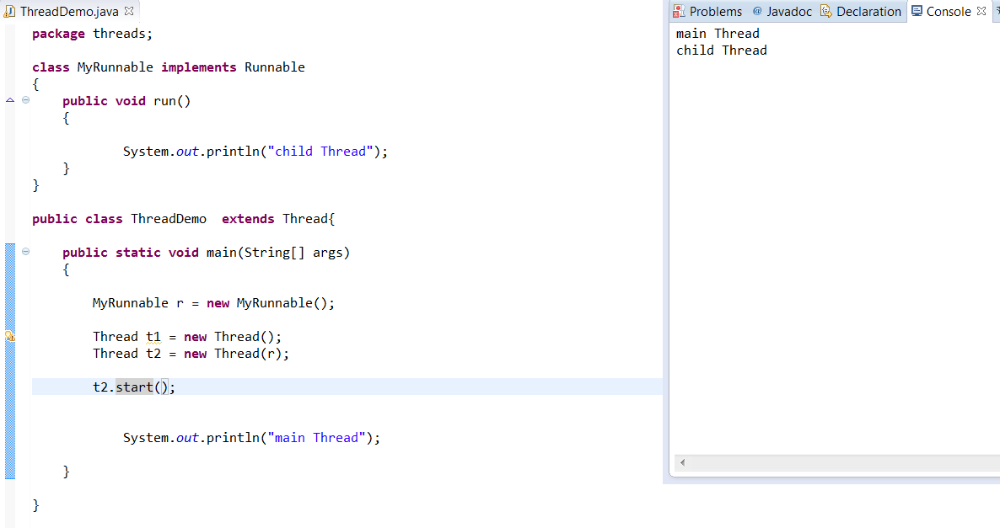 ThreadDemo.java
package threads;
class MyRunnable implements Runnable
{
public void run()
{
System.out.println("child Thread");
}
}
public class ThreadDemo  extends Thread{
public static void main(String[] args)
{
MyRunnable r = new MyRunnable();
Thread t1 = new Thread();
Thread t2 = new Thread(r);
t2.start();
System.out.println("main Thread");
}
}
Problems @ Javadoc Declaration Console
main Thread
child Thread